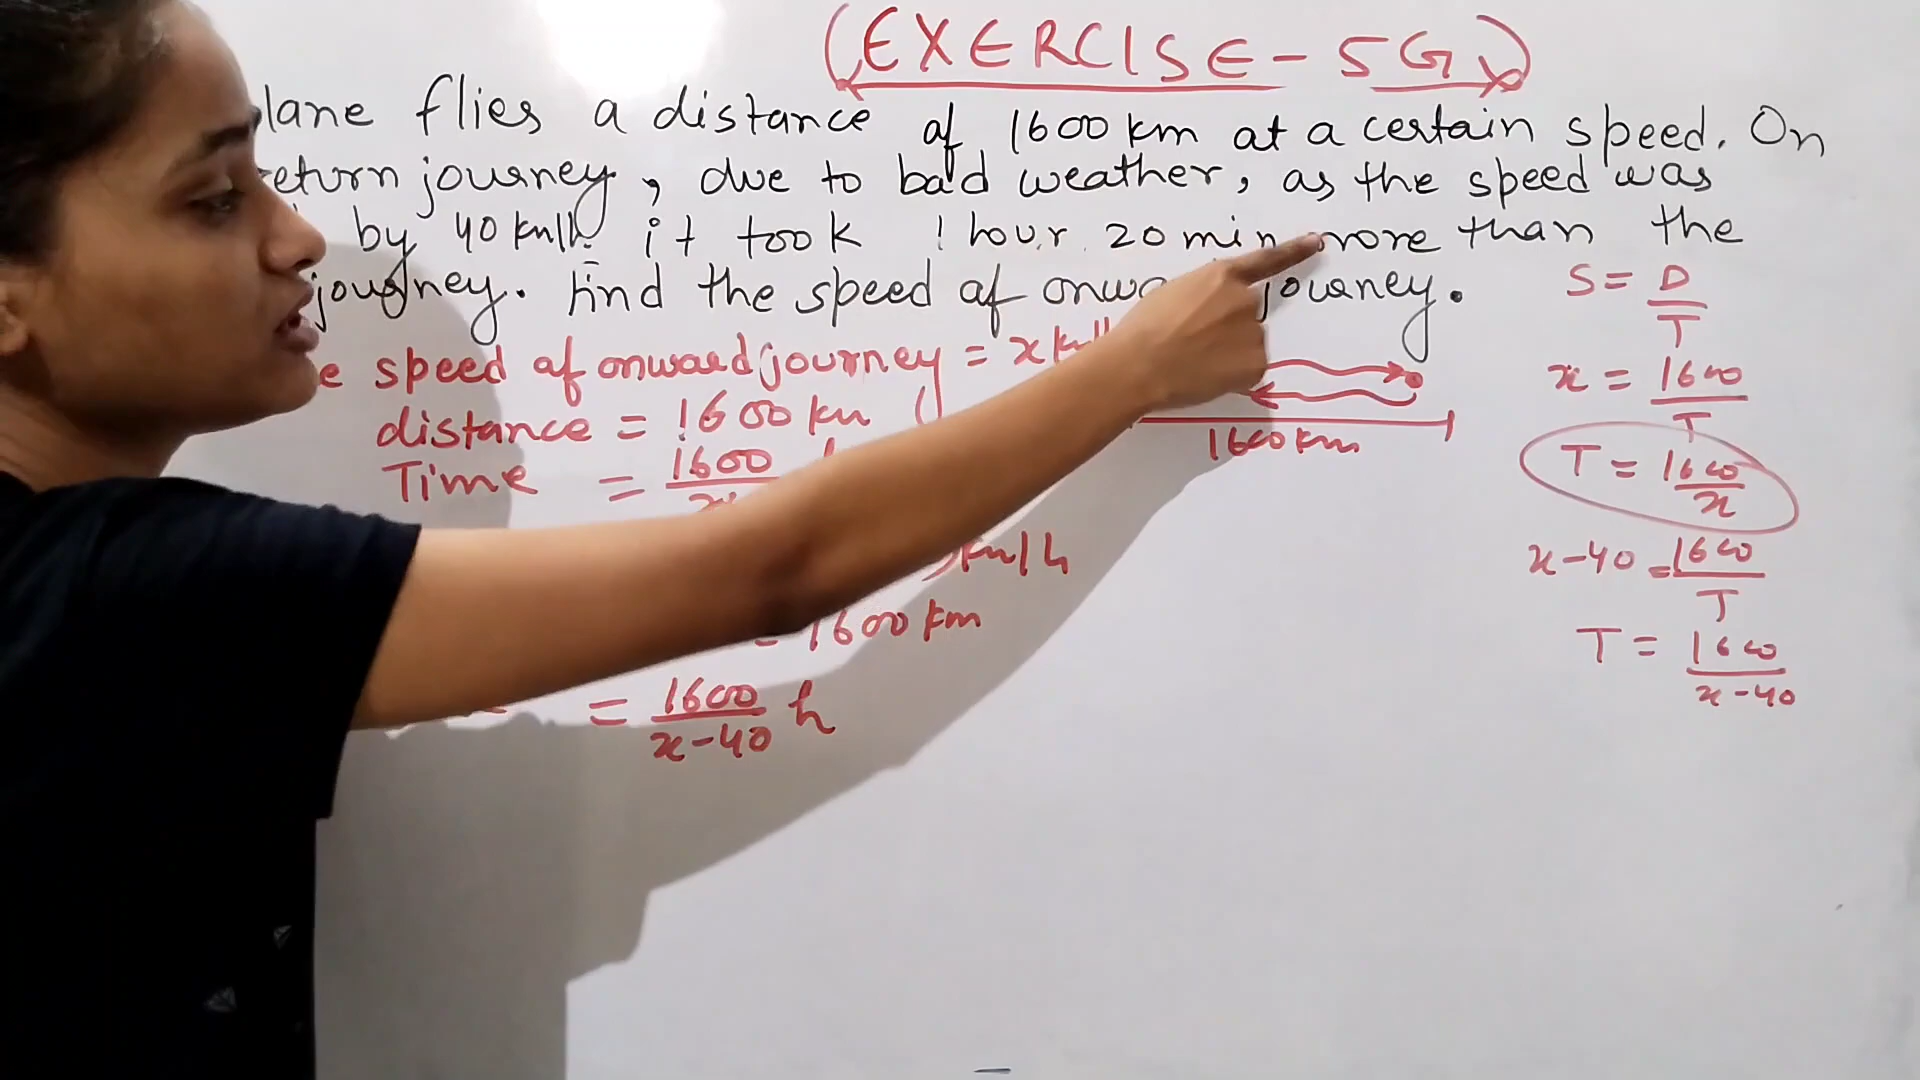 (EXERCISE-5G)
lane flies a distance of 1600 km at a certain speed. On
eturn journey, due to bad weather, as the speed was
by 40 km/h it took 1 hour 20 min more than the
journey. Find the speed of journey.
e speed of onward journey = x km/h
distance = 1600 km
Time = 1600
km/h
= 1600 km
= 1600/x-40 h
1600 km
S = D/T
x = 1600/T
T = 1600/x
x-40 = 1600/T
T = 1600/x-40